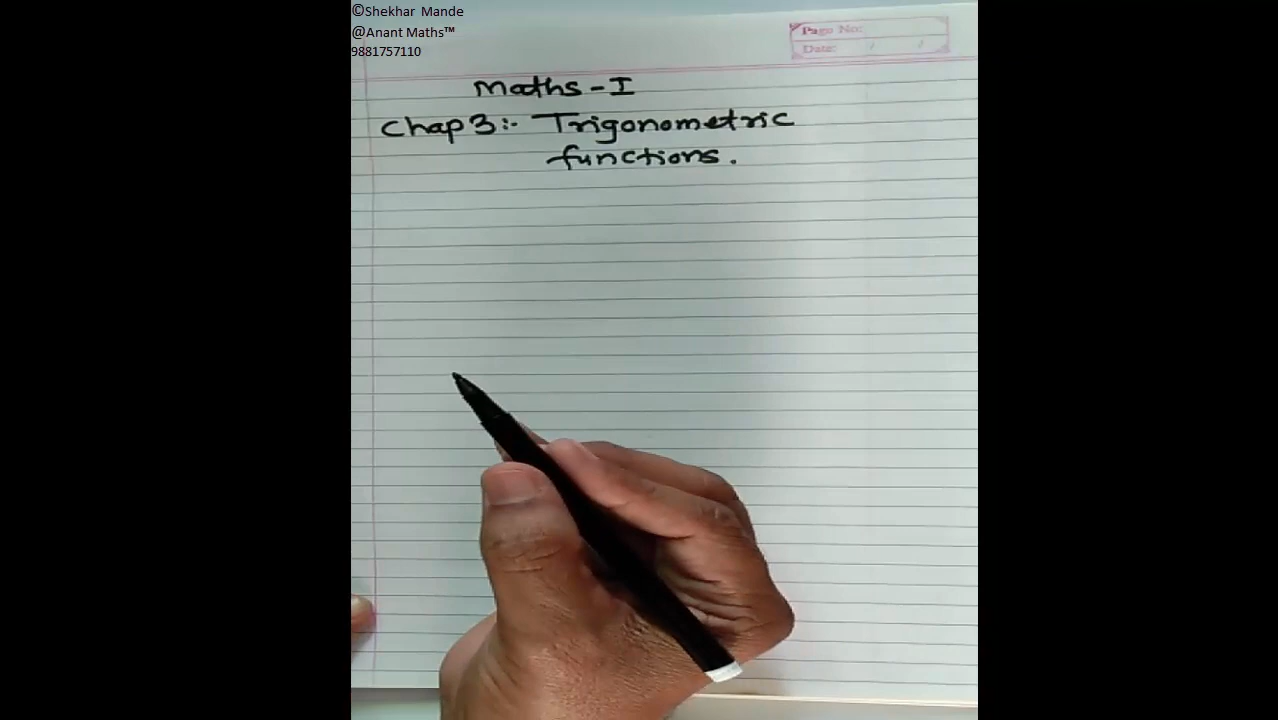 ©Shekhar Mande
@Anant Maths™
9881757110
Page No:
Date: / /
Maths - I
Chap 3:- Trigonometric
functions.